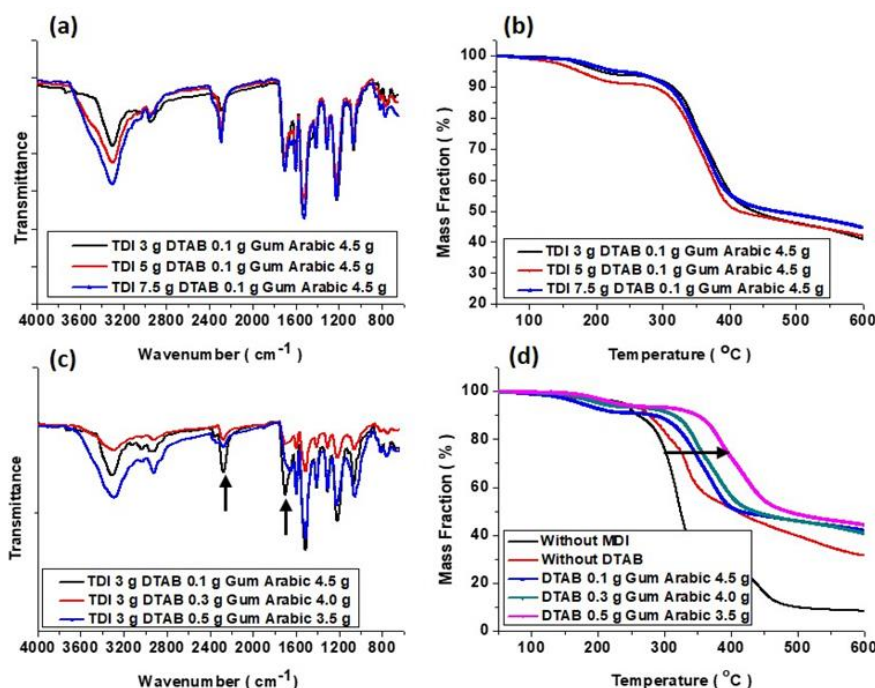 (a)
Transmittance
TDI 3 g DTAB 0.1 g Gum Arabic 4.5 g
TDI 5 g DTAB 0.1 g Gum Arabic 4.5 g
TDI 7.5 g DTAB 0.1 g Gum Arabic 4.5 g
4000 3600 3200 2800 2400 2000 1600 1200 800
Wavenumber ( cm-1 )
(b)
Mass Fraction ( % )
100
90
80
70
60
50
40
30
20
TDI 3 g DTAB 0.1 g Gum Arabic 4.5 g
TDI 5 g DTAB 0.1 g Gum Arabic 4.5 g
TDI 7.5 g DTAB 0.1 g Gum Arabic 4.5 g
100 200 300 400 500 600
Temperature ( °C )
(c)
Transmittance
TDI 3 g DTAB 0.1 g Gum Arabic 4.5 g
TDI 3 g DTAB 0.3 g Gum Arabic 4.0 g
TDI 3 g DTAB 0.5 g Gum Arabic 3.5 g
4000 3600 3200 2800 2400 2000 1600 1200 800
Wavenumber ( cm-1 )
(d)
Mass Fraction ( % )
100
90
80
70
60
50
40
30
20
10
0
Without MDI
Without DTAB
DTAB 0.1 g Gum Arabic 4.5 g
DTAB 0.3 g Gum Arabic 4.0 g
DTAB 0.5 g Gum Arabic 3.5 g
100 200 300 400 500 600
Temperature ( °C )